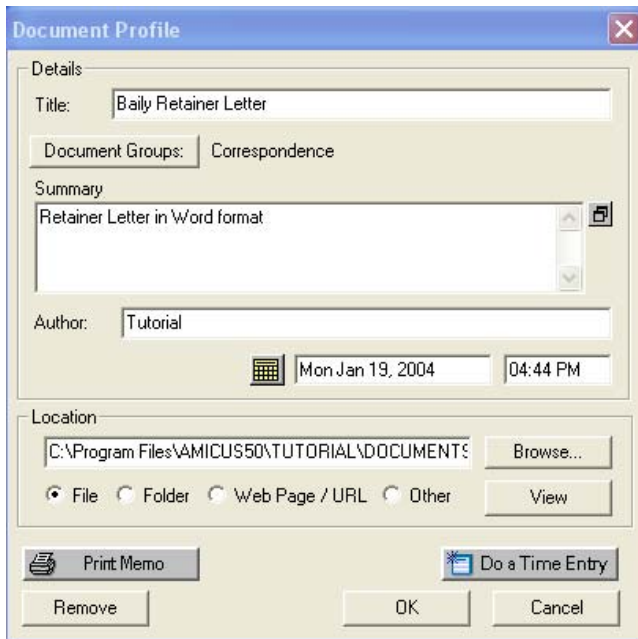 Document Profile
Details
Title: Baily Retainer Letter
Document Groups: Correspondence
Summary
Retainer Letter in Word format
Author: Tutorial
Mon Jan 19, 2004 04:44 PM
Location
C:\Program Files\AMICUS50\TUTORIAL\DOCUMENTS Browse...
File Folder Web Page / URL Other View
Print Memo Do a Time Entry
Remove OK Cancel